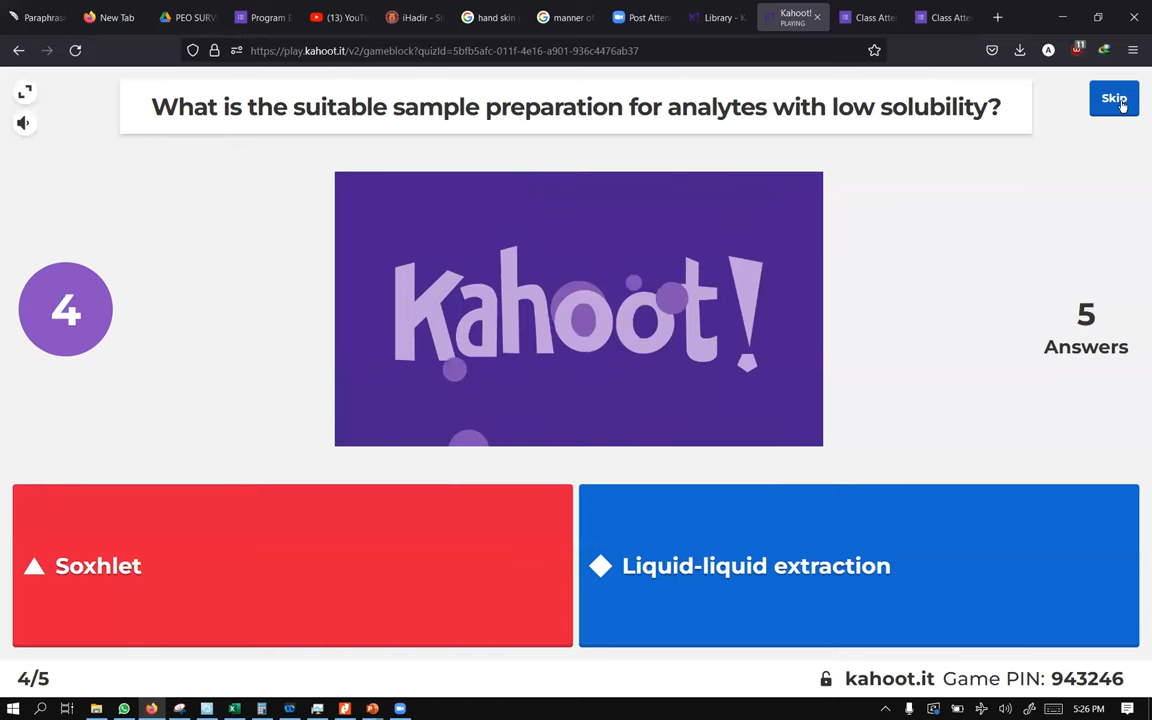 Paraphras
New Tab
PEO SURV
Program E
(13) YouTu
iHadir - Si
hand skin
manner of
Post Atten
Library - K
Kahoot!
PLAYING
Class Atte
Class Atte
https://play.kahoot.it/v2/gameblock?quizId=5bfb5afc-011f-4e16-a901-936c4476ab37
11
What is the suitable sample preparation for analytes with low solubility?
Skip
Kahoot!
4
5
Answers
Soxhlet
Liquid-liquid extraction
4/5
kahoot.it Game PIN: 943246
5:26 PM